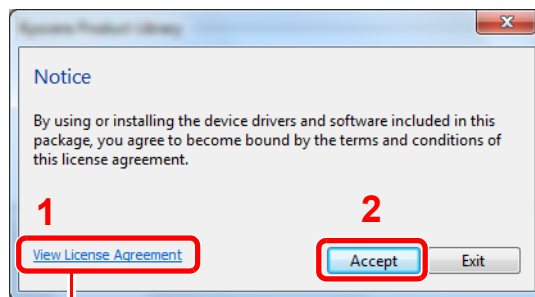 Notice
By using or installing the device drivers and software included in this
package, you agree to become bound by the terms and conditions of
this license agreement.
1
2
View License Agreement
Accept
Exit